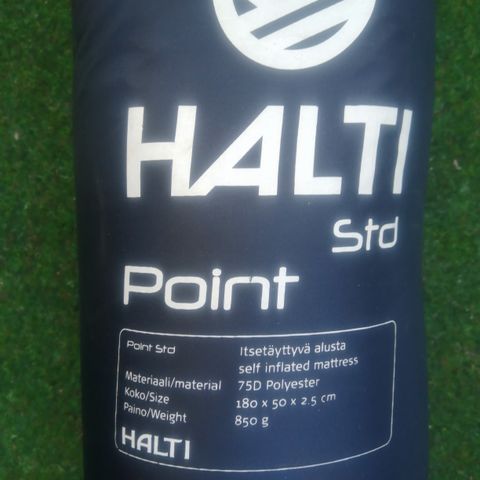 HALTI
Std
Point
Point Std Itsetäyttyvä alusta
self inflated mattress
Materiaali/material 75D Polyester
Koko/Size 180 x 50 x 2.5 cm
Paino/Weight 850 g
HALTI